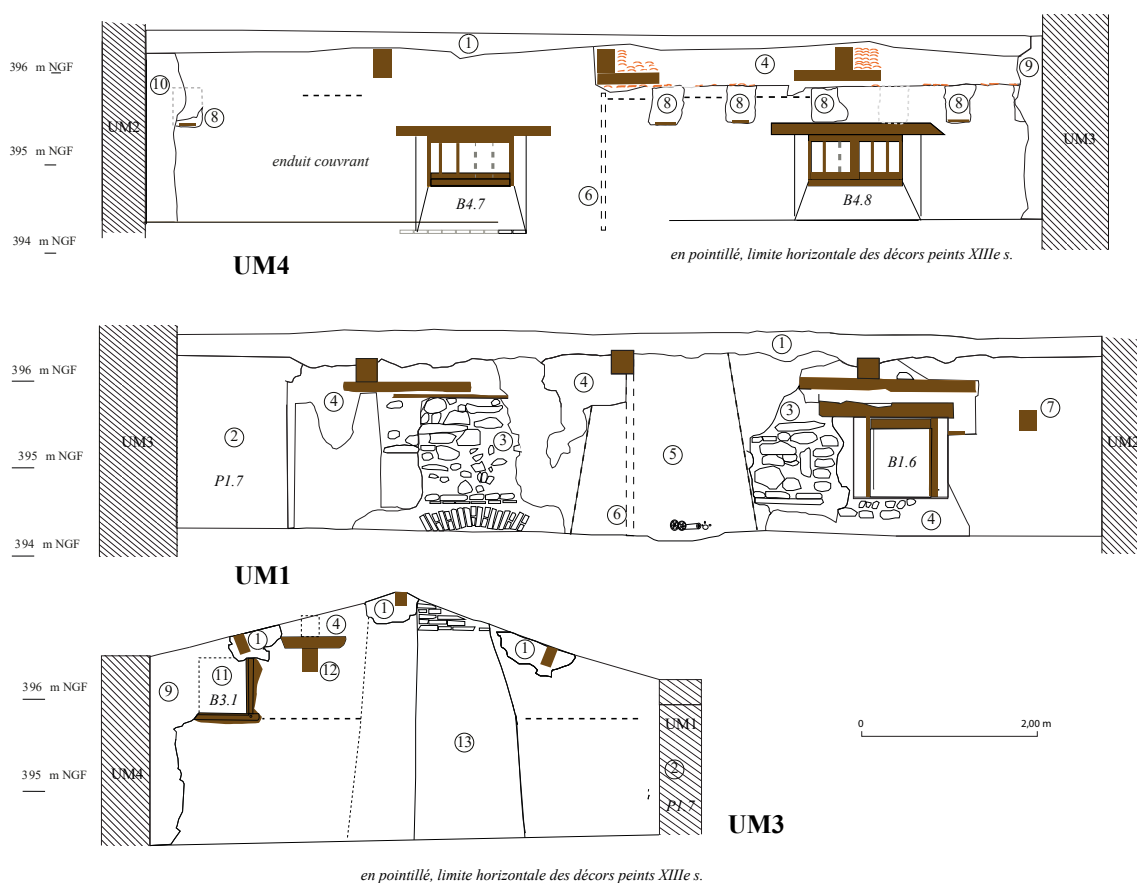 ①
④
396 m NGF
⑨
⑩
⑧
⑧
⑧
⑧
⑧
UM2
UM3
enduit couvrant
395 m NGF
⑥
B4.7
B4.8
394 m NGF
UM4
en pointillé, limite horizontale des décors peints XIIIe s.
①
396 m NGF
④
④
③
③
⑦
②
UM3
UM2
395 m NGF
P1.7
⑤
B1.6
⑥
④
394 m NGF
UM1
①
①
④
①
⑫
⑪
⑨
396 m NGF
B3.1
0
2,00 m
UM1
⑬
②
395 m NGF
UM4
P1.7
UM3
en pointillé, limite horizontale des décors peints XIIIe s.